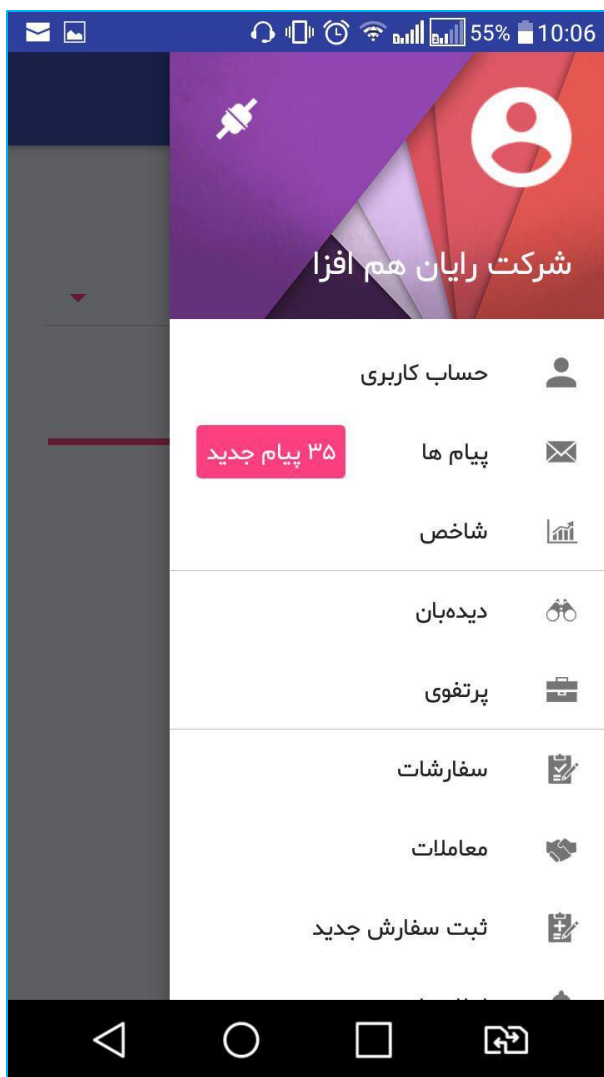 55% 10:06
شرکت رایان هم افزا
حساب کاربری
پیام ها ۳۵ پیام جدید
شاخص
دیده‌بان
پرتفوی
سفارشات
معاملات
ثبت سفارش جدید